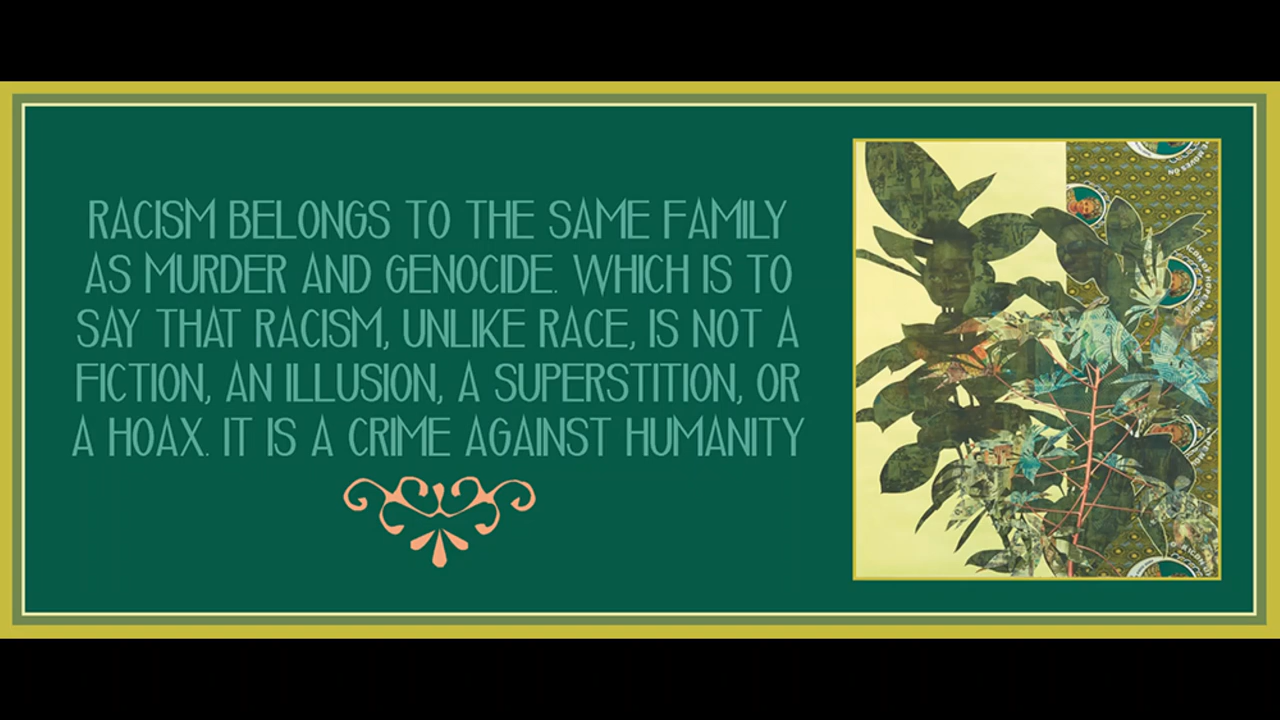 RACISM BELONGS TO THE SAME FAMILY
AS MURDER AND GENOCIDE. WHICH IS TO
SAY THAT RACISM, UNLIKE RACE, IS NOT A
FICTION, AN ILLUSION, A SUPERSTITION, OR
A HOAX. IT IS A CRIME AGAINST HUMANITY